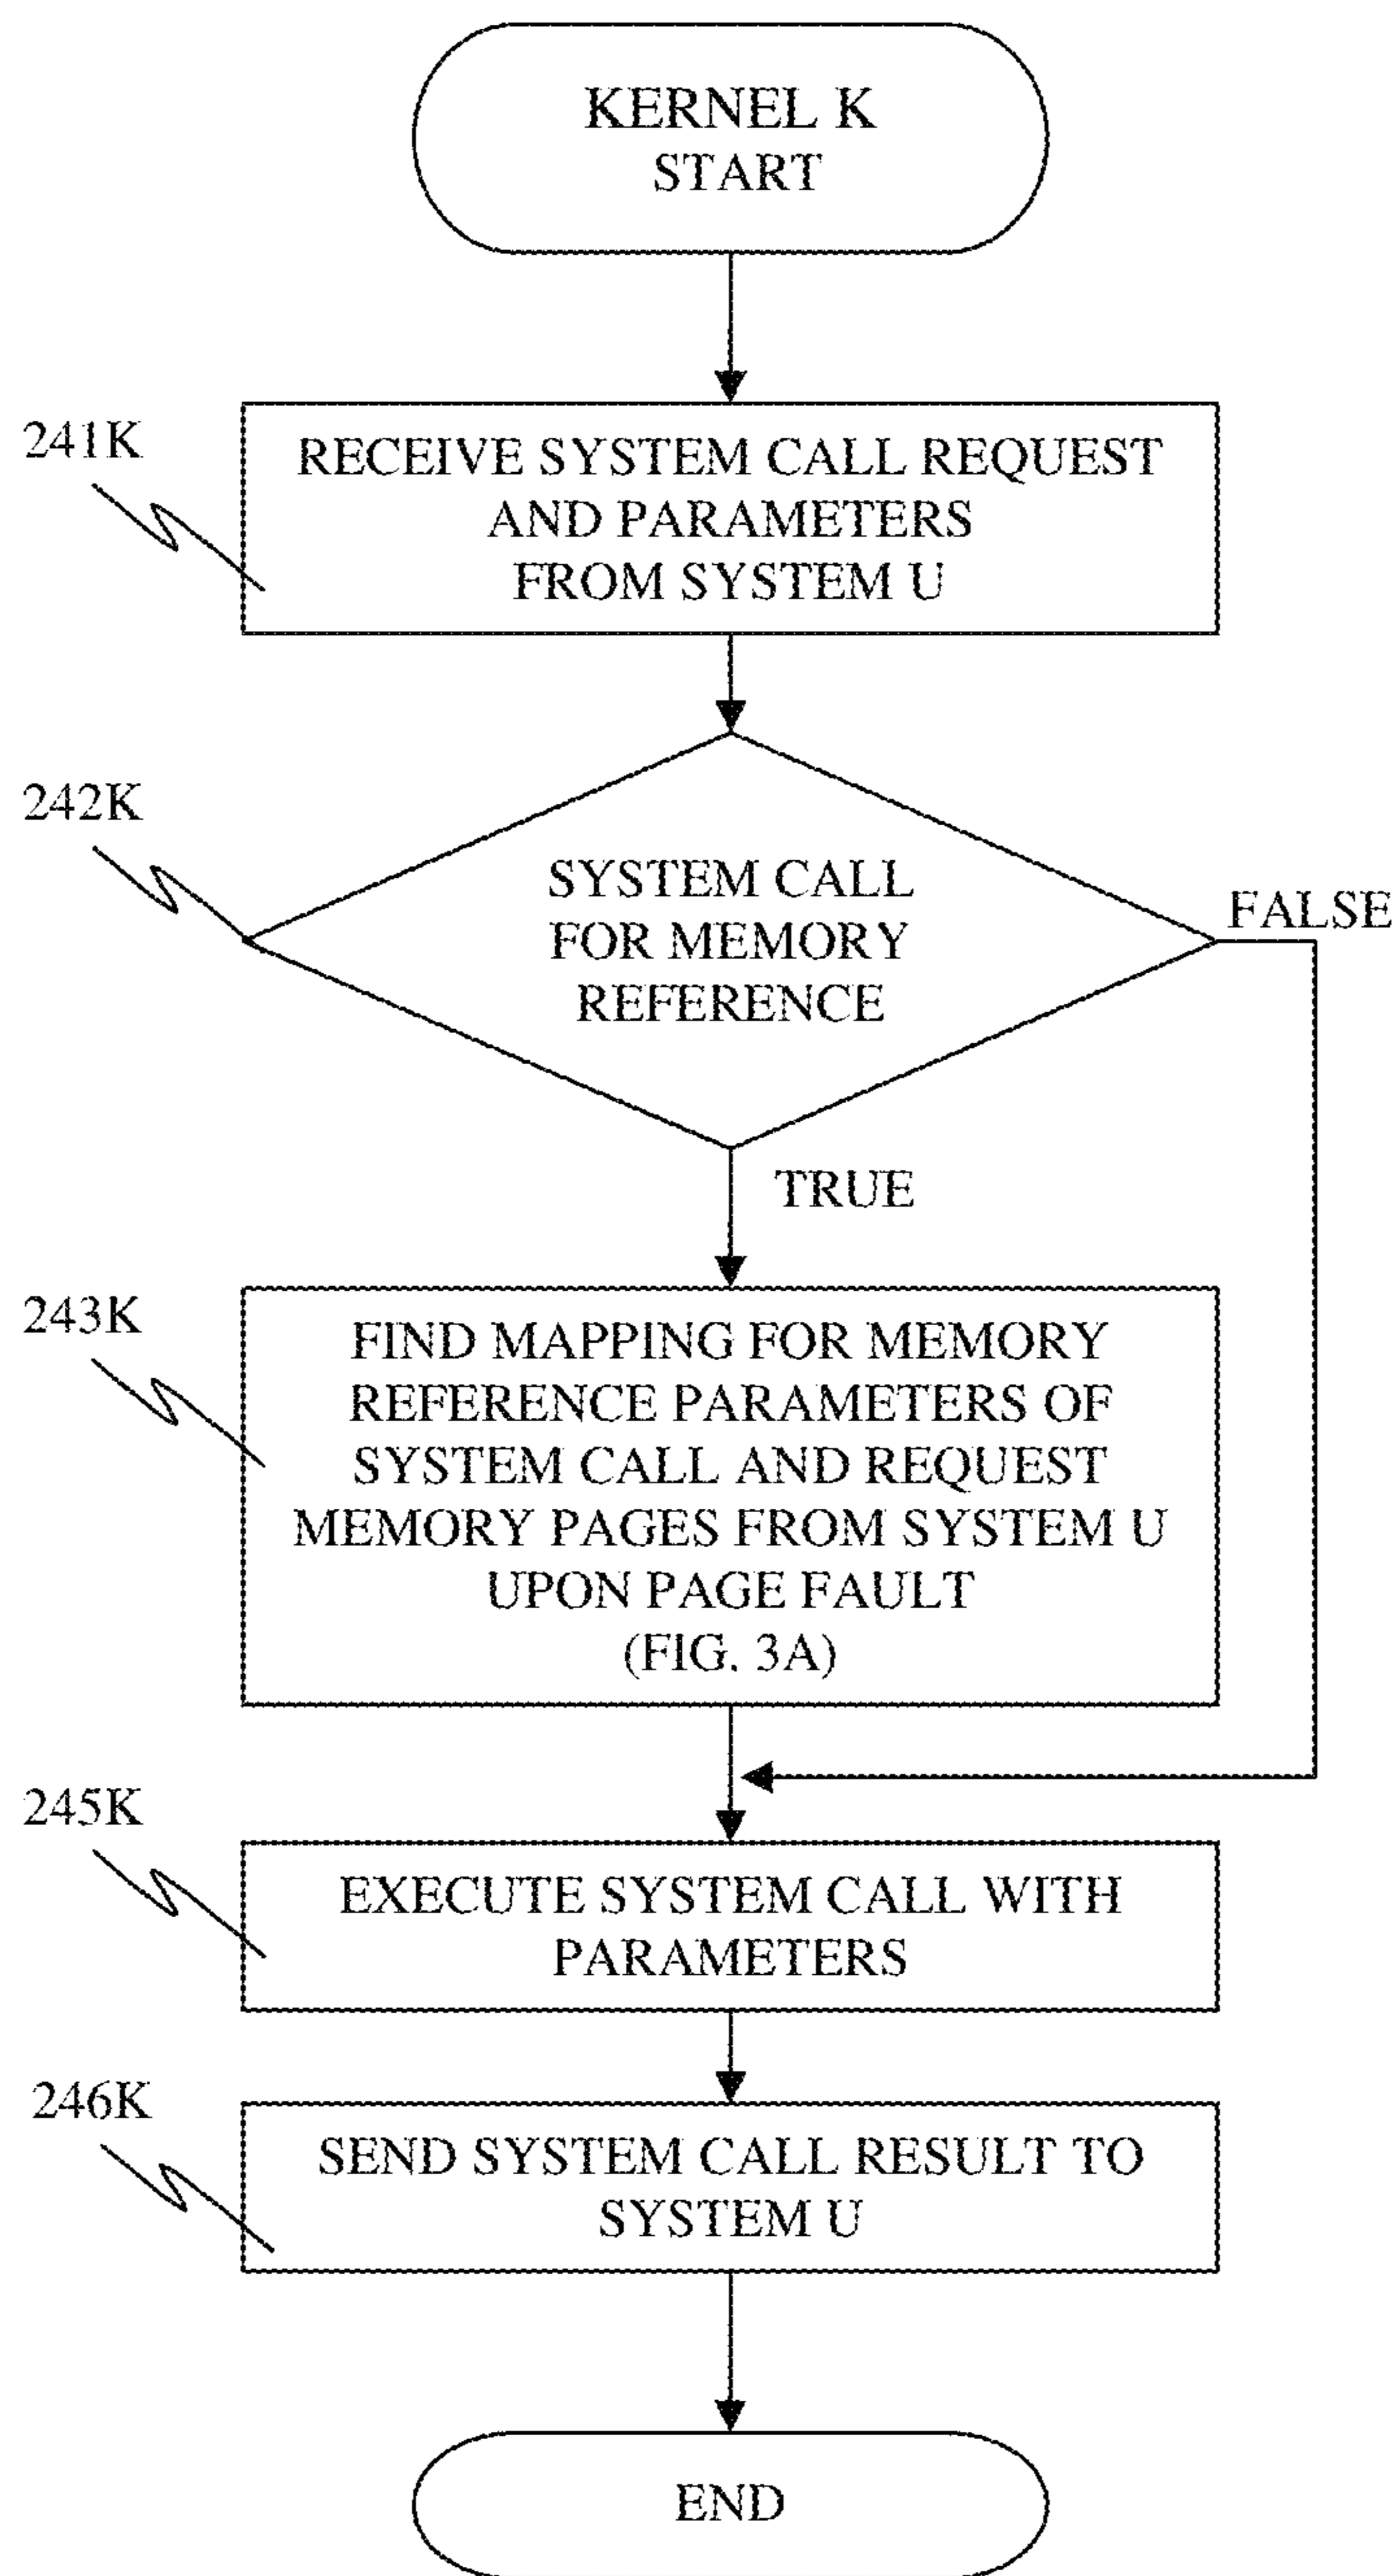 KERNEL K
START
241K
RECEIVE SYSTEM CALL REQUEST
AND PARAMETERS
FROM SYSTEM U
242K
SYSTEM CALL
FOR MEMORY
REFERENCE
FALSE
TRUE
243K
FIND MAPPING FOR MEMORY
REFERENCE PARAMETERS OF
SYSTEM CALL AND REQUEST
MEMORY PAGES FROM SYSTEM U
UPON PAGE FAULT
(FIG. 3A)
245K
EXECUTE SYSTEM CALL WITH
PARAMETERS
246K
SEND SYSTEM CALL RESULT TO
SYSTEM U
END